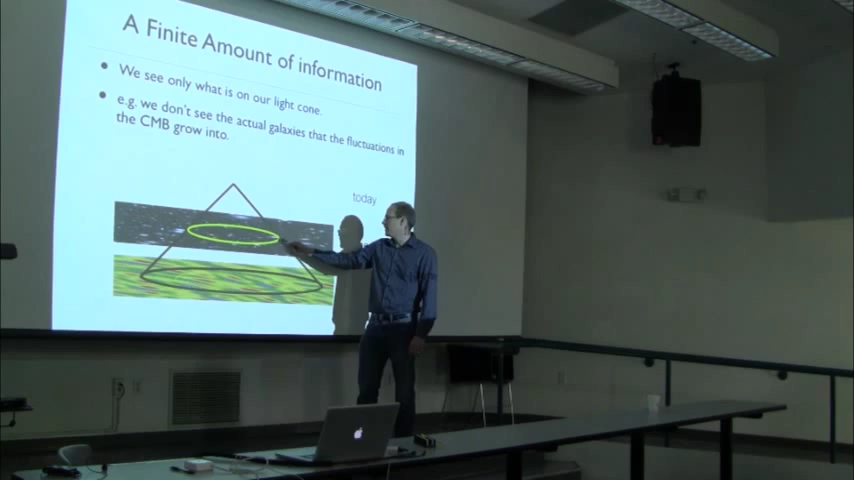 A Finite Amount of information
We see only what is on our light cone.
e.g. we don't see the actual galaxies that the fluctuations in
the CMB grow into.
today